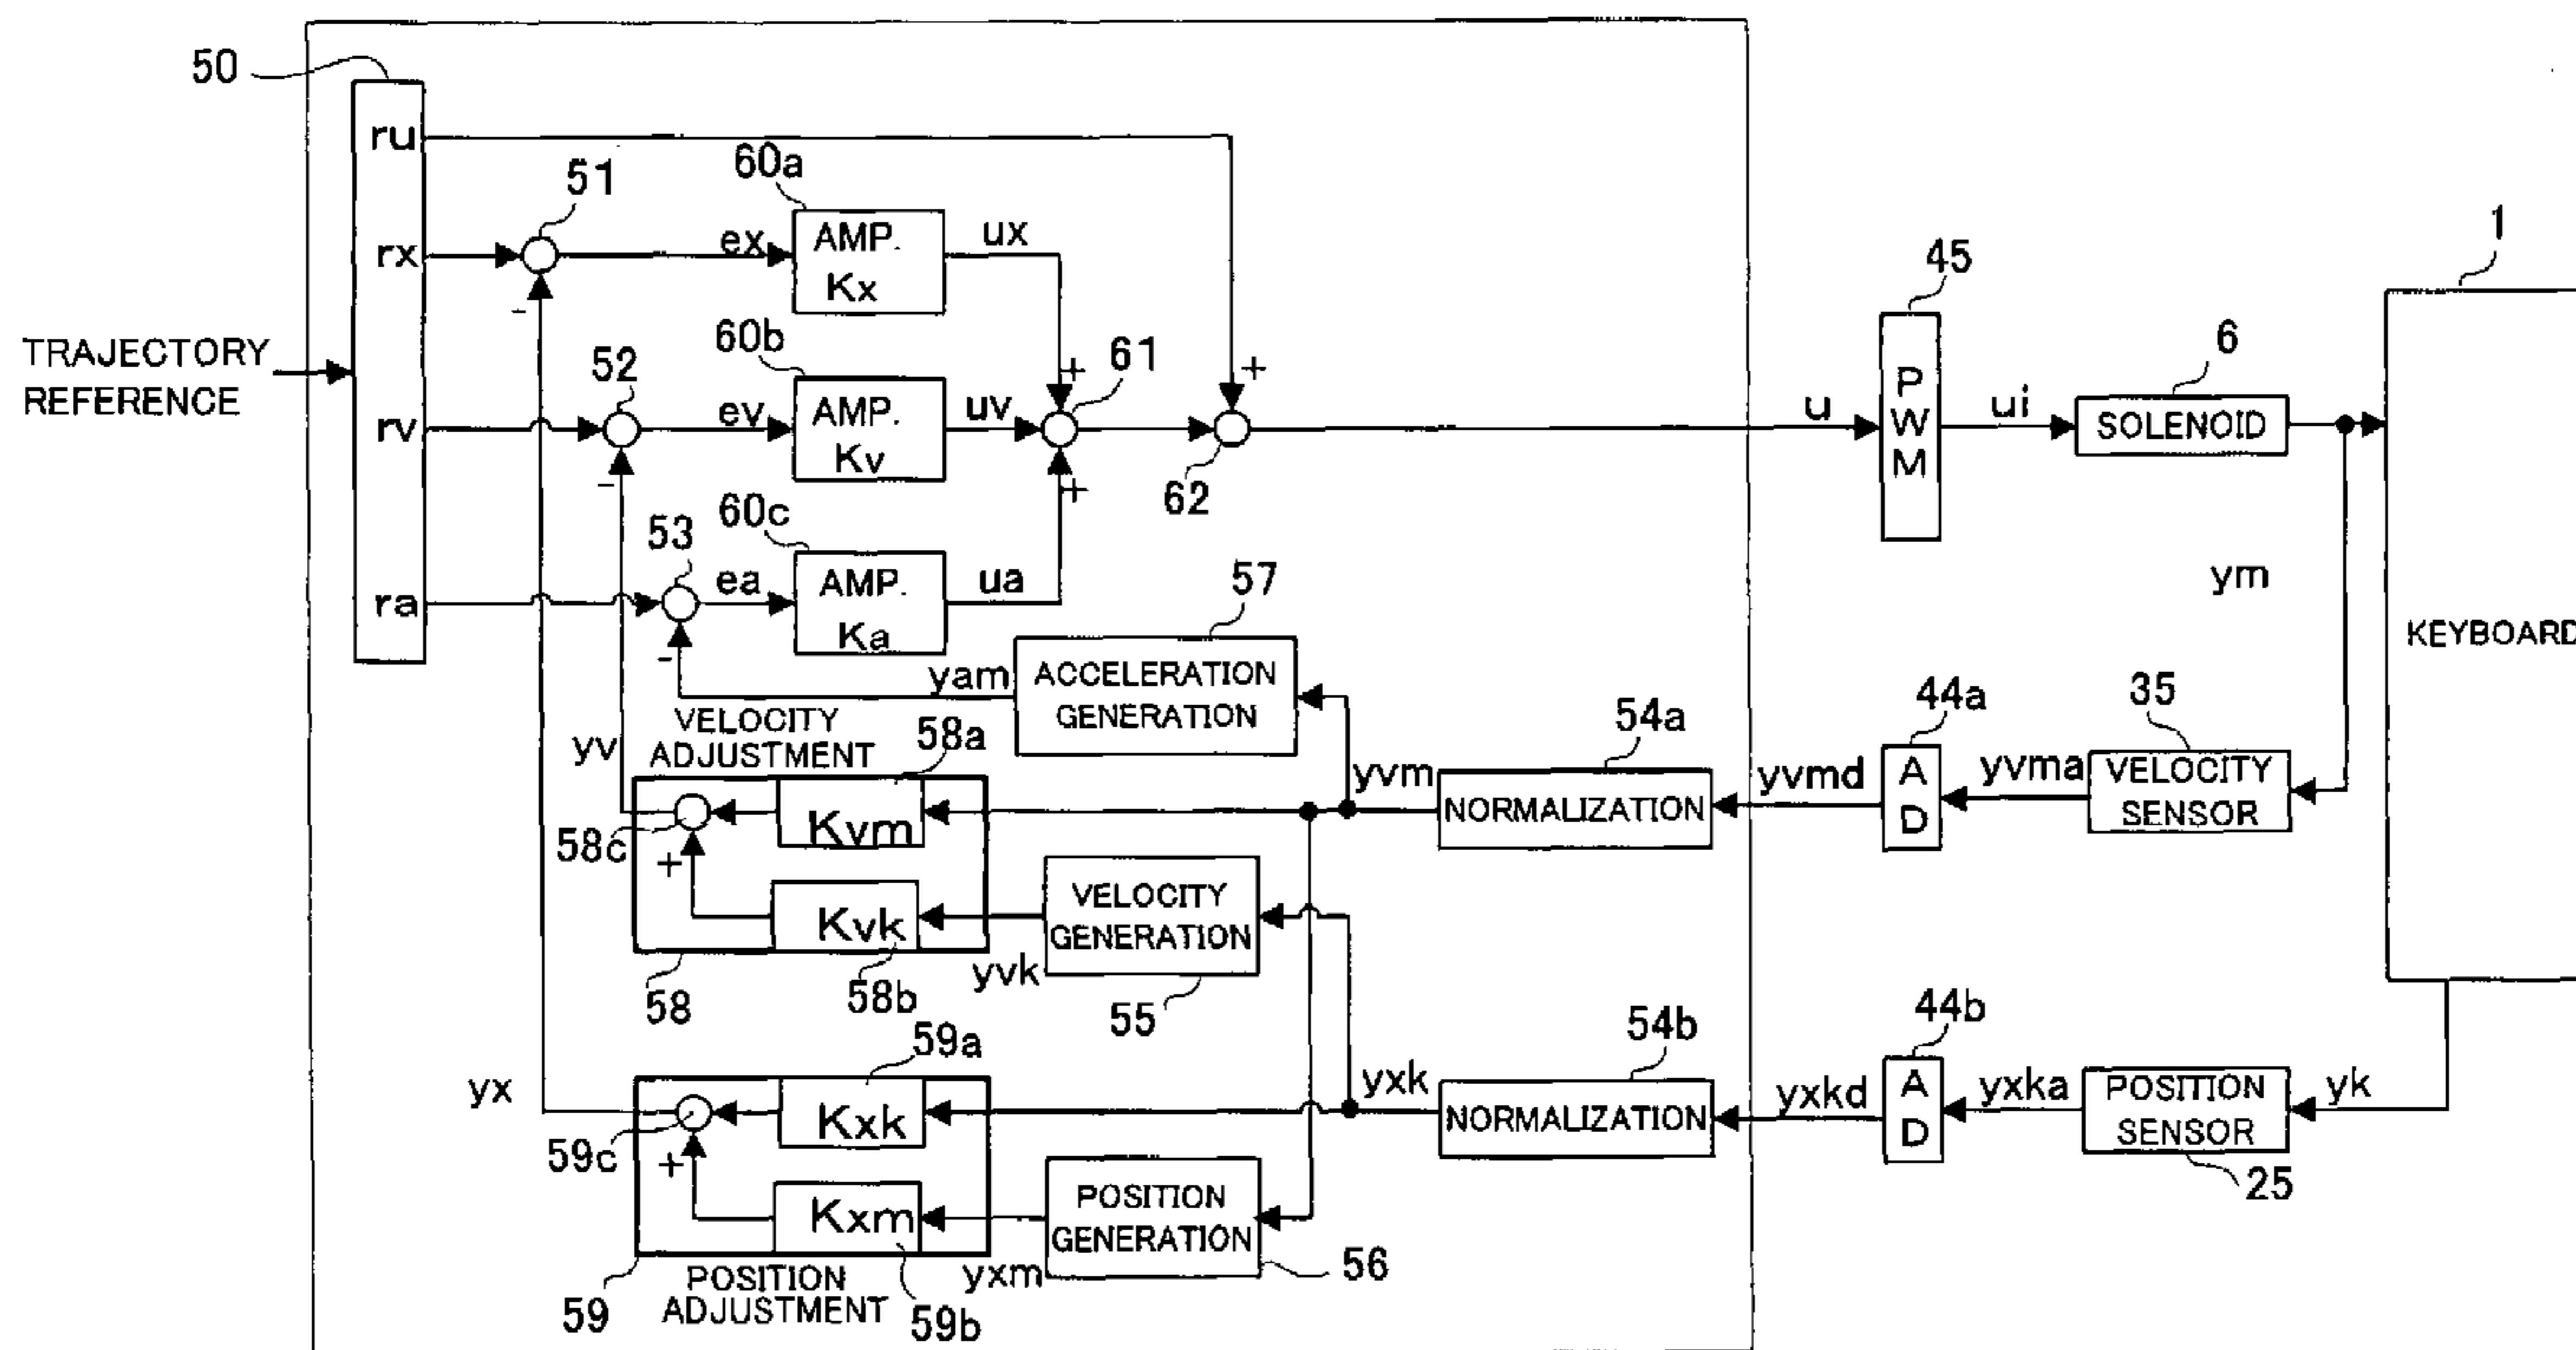 50
ru
60a
51
1
ex
AMP.
Kx
ux
rx
45
60b
61
6
TRAJECTORY
REFERENCE
52
rv
ev
AMP.
Kv
uv
+
+
+
-
-
-
62
u
PWM
ui
SOLENOID
60c
53
ym
ra
ea
AMP.
Ka
ua
57
KEYBOARD
yam
ACCELERATION
GENERATION
54a
44a
35
VELOCITY
ADJUSTMENT
58a
yv
yvm
NORMALIZATION
yvmd
AD
yvma
VELOCITY
SENSOR
58c
Kvm
+
VELOCITY
GENERATION
Kvk
58
58b
yvk
55
54b
44b
59a
yx
Kxk
yxk
NORMALIZATION
yxkd
AD
yxka
POSITION
SENSOR
yk
59c
+
25
Kxm
POSITION
GENERATION
56
yxm
POSITION
ADJUSTMENT
59
59b